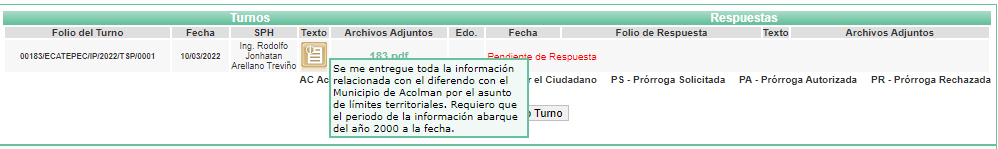 Turnos Respuestas
Folio del Turno Fecha SPH Texto Archivos Adjuntos Edo. Fecha Folio de Respuesta Texto Archivos Adjuntos
00183/ECATEPEC/IP/2022/TSP/0001 10/03/2022 Ing. Rodolfo Jonhatan Arellano Treviño 183.pdf Pendiente de Respuesta
Se me entregue toda la información
relacionada con el diferendo con el
Municipio de Acolman por el asunto
de límites territoriales. Requiero que
el periodo de la información abarque
del año 2000 a la fecha.
AC el Ciudadano PS - Prórroga Solicitada PA - Prórroga Autorizada PR - Prórroga Rechazada
Turno